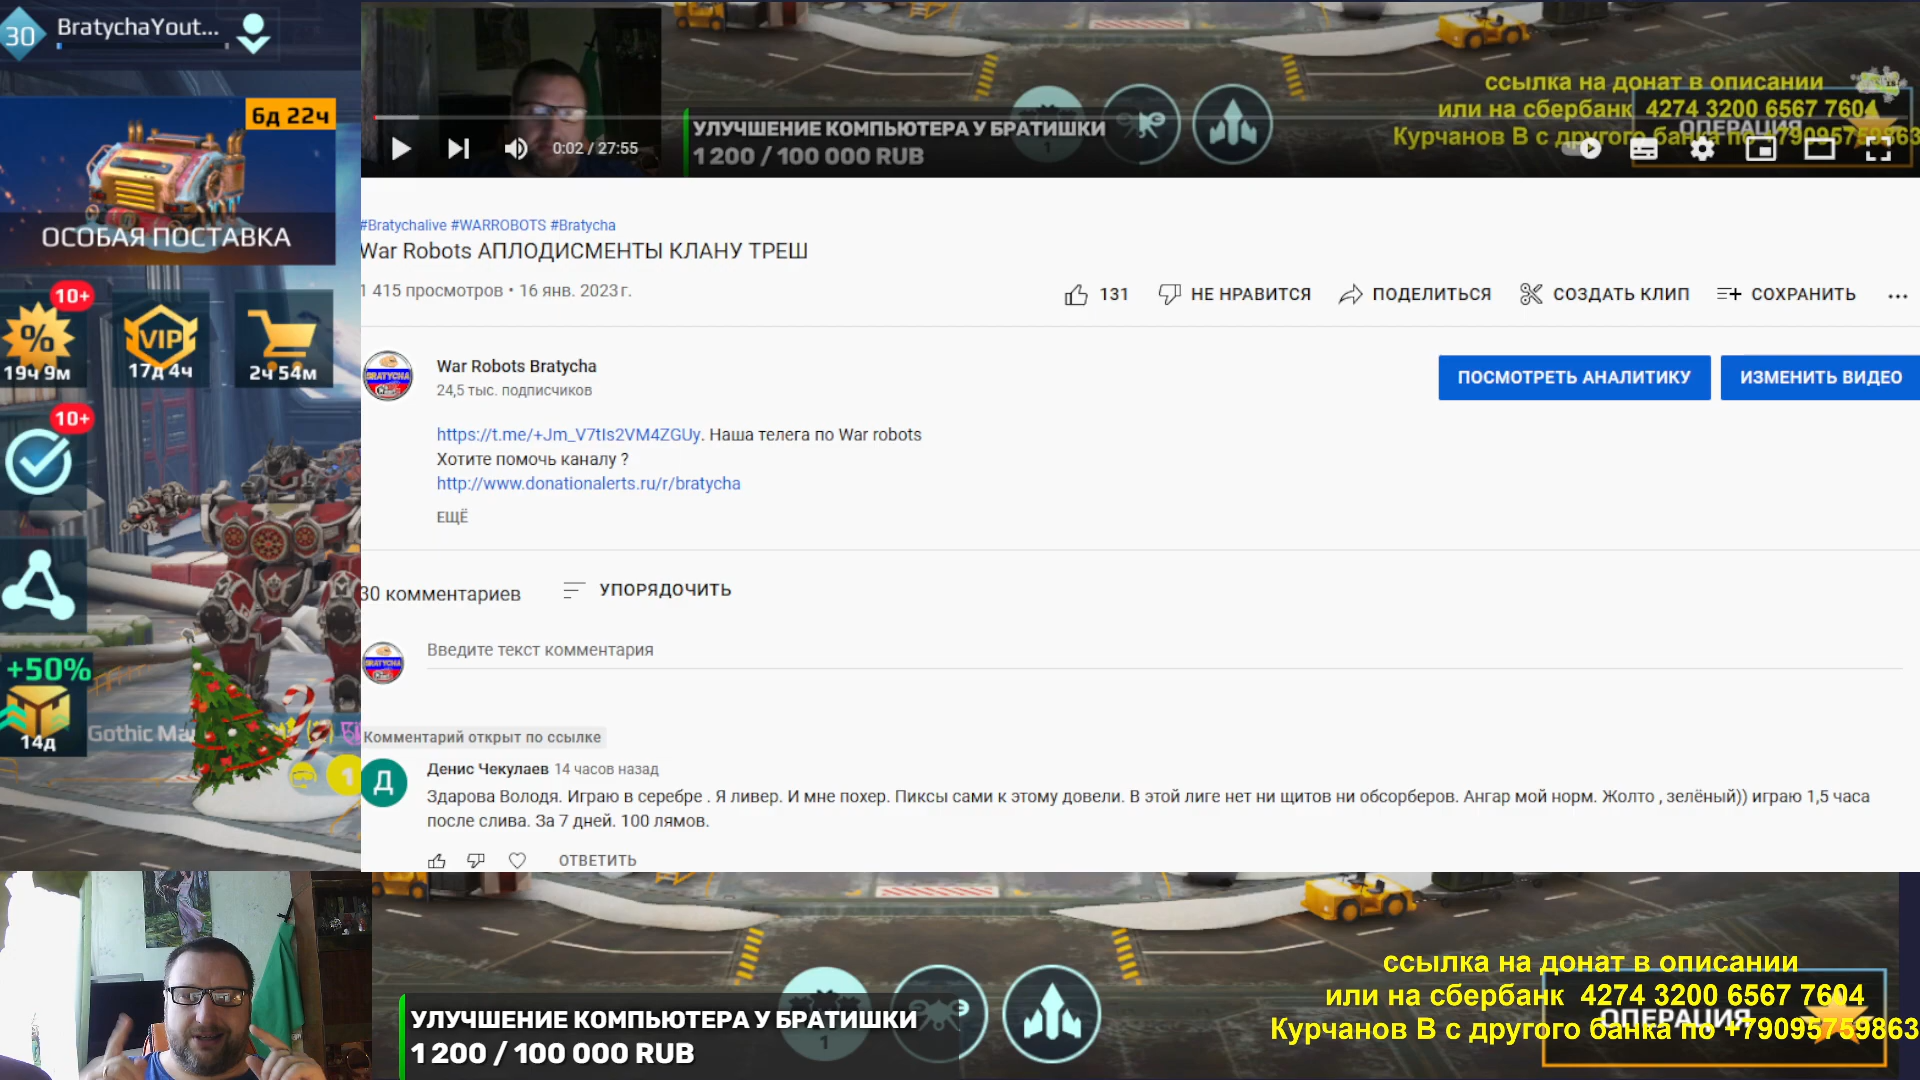 30
BratychaYout...
6д 22ч
ОСОБАЯ ПОСТАВКА
10+
%
19ч 9м
VIP
17д 4ч
2ч 54м
10+
+50%
14д
Gothic Ma
1
УЛУЧШЕНИЕ КОМПЬЮТЕРА У БРАТИШКИ
1 200 / 100 000 RUB
0:02 / 27:55
1
ссылка на донат в описании
или на сбербанк 4274 3200 6567 7604
Курчанов В с другого банка по +79095759863
ОПЕРАЦИЯ
#Bratychalive #WARROBOTS #Bratycha
War Robots АПЛОДИСМЕНТЫ КЛАНУ ТРЕШ
1 415 просмотров • 16 янв. 2023 г.
131
НЕ НРАВИТСЯ
ПОДЕЛИТЬСЯ
СОЗДАТЬ КЛИП
СОХРАНИТЬ
BRATYCHA
War Robots Bratycha
24,5 тыс. подписчиков
ПОСМОТРЕТЬ АНАЛИТИКУ
ИЗМЕНИТЬ ВИДЕО
https://t.me/+Jm_V7tIs2VM4ZGUy. Наша телега по War robots
Хотите помочь каналу ?
http://www.donationalerts.ru/r/bratycha
ЕЩЁ
30 комментариев
УПОРЯДОЧИТЬ
BRATYCHA
Введите текст комментария
Комментарий открыт по ссылке
Д
Денис Чекулаев 14 часов назад
Здарова Володя. Играю в серебре . Я ливер. И мне похер. Пиксы сами к этому довели. В этой лиге нет ни щитов ни обсорберов. Ангар мой норм. Жолто , зелёный)) играю 1,5 часа
после слива. За 7 дней. 100 лямов.
ОТВЕТИТЬ
УЛУЧШЕНИЕ КОМПЬЮТЕРА У БРАТИШКИ
1 200 / 100 000 RUB
1
ссылка на донат в описании
или на сбербанк 4274 3200 6567 7604
Курчанов В с другого банка по +79095759863
ОПЕРАЦИЯ